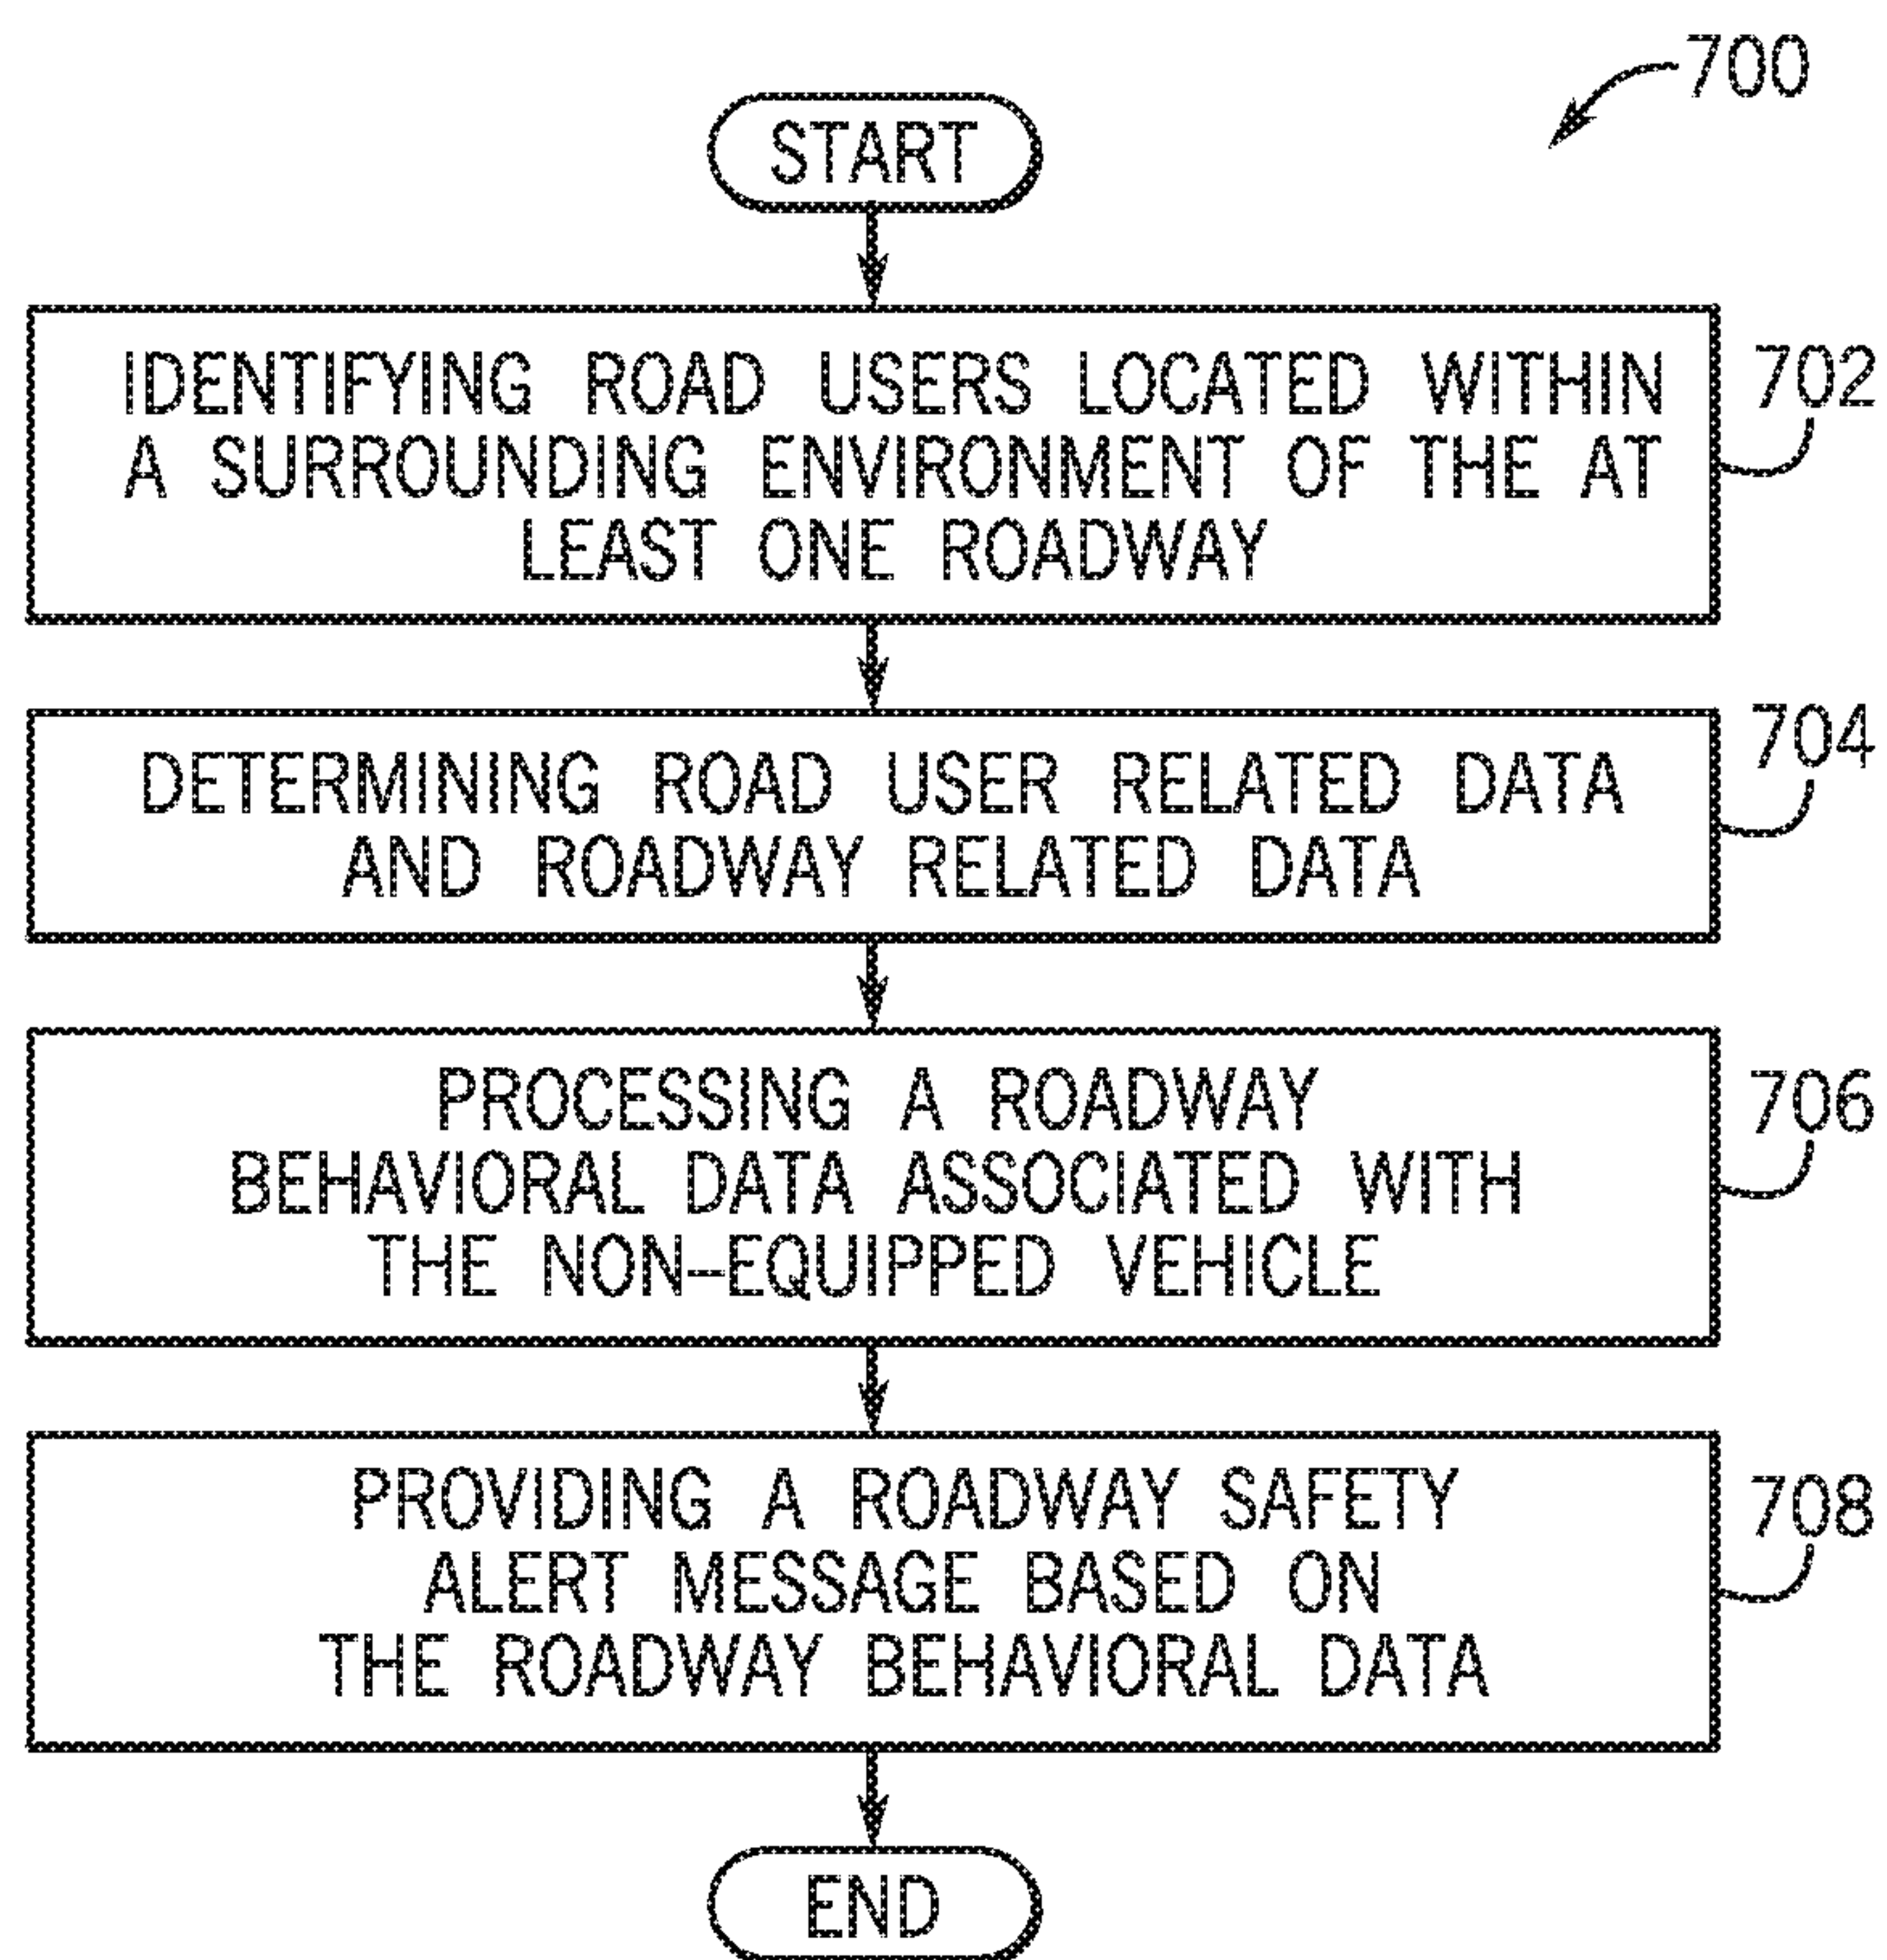 700
START
IDENTIFYING ROAD USERS LOCATED WITHIN
A SURROUNDING ENVIRONMENT OF THE AT
LEAST ONE ROADWAY
702
DETERMINING ROAD USER RELATED DATA
AND ROADWAY RELATED DATA
704
PROCESSING A ROADWAY
BEHAVIORAL DATA ASSOCIATED WITH
THE NON-EQUIPPED VEHICLE
706
PROVIDING A ROADWAY SAFETY
ALERT MESSAGE BASED ON
THE ROADWAY BEHAVIORAL DATA
708
END